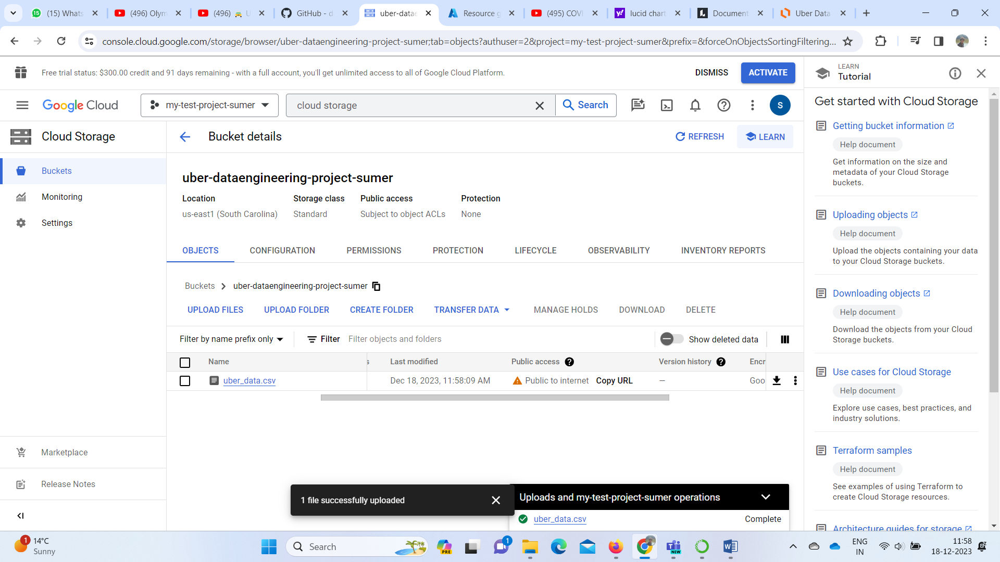 (15) Whats
(496) Olym
(496) 🚕 U
GitHub - d
uber-datae
Resource g
(495) COVI
lucid chart
Document
Uber Data
console.cloud.google.com/storage/browser/uber-dataengineering-project-sumer;tab=objects?authuser=2&project=my-test-project-sumer&prefix=&forceOnObjectsSortingFiltering...
Free trial status: $300.00 credit and 91 days remaining - with a full account, you'll get unlimited access to all of Google Cloud Platform.
DISMISS
ACTIVATE
Google Cloud
my-test-project-sumer
cloud storage
Search
S
Cloud Storage
Buckets
Monitoring
Settings
Marketplace
Release Notes
Bucket details
REFRESH
LEARN
uber-dataengineering-project-sumer
Location
Storage class
Public access
Protection
us-east1 (South Carolina)
Standard
Subject to object ACLs
None
OBJECTS
CONFIGURATION
PERMISSIONS
PROTECTION
LIFECYCLE
OBSERVABILITY
INVENTORY REPORTS
Buckets
uber-dataengineering-project-sumer
UPLOAD FILES
UPLOAD FOLDER
CREATE FOLDER
TRANSFER DATA
MANAGE HOLDS
DOWNLOAD
DELETE
Filter by name prefix only
Filter
Filter objects and folders
Show deleted data
Name
s
Last modified
Public access
Version history
Encr
uber_data.csv
Dec 18, 2023, 11:58:09 AM
Public to internet
Copy URL
—
Goo
1 file successfully uploaded
Uploads and my-test-project-sumer operations
uber_data.csv
Complete
LEARN
Tutorial
Get started with Cloud Storage
Getting bucket information
Help document
Get information on the size and
metadata of your Cloud Storage
buckets.
Uploading objects
Help document
Upload the objects containing your data
to your Cloud Storage buckets.
Downloading objects
Help document
Download the objects from your Cloud
Storage buckets.
Use cases for Cloud Storage
Help document
Explore use cases, best practices, and
industry solutions.
Terraform samples
Help document
See examples of using Terraform to
create Cloud Storage resources.
Architecture guides for storage
1
14°C
Sunny
Search
PRE
1
NEW
ENG
IN
11:58
18-12-2023